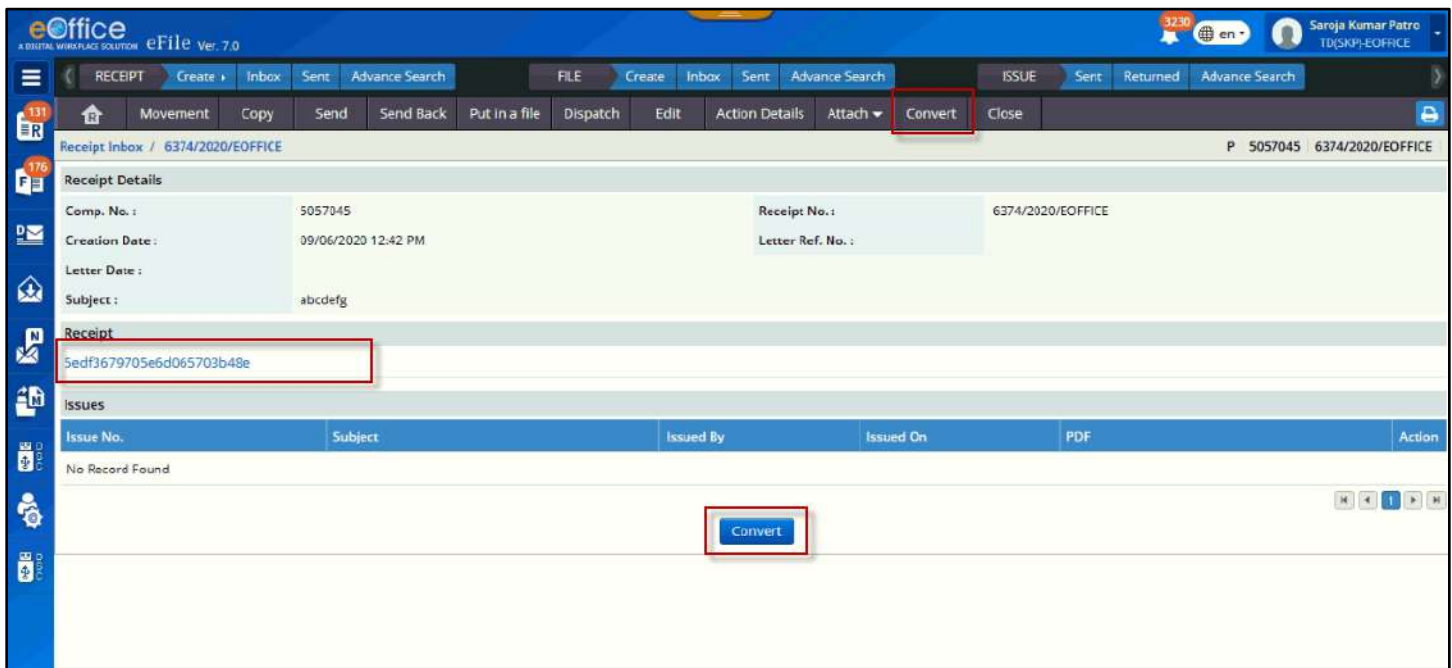 eOffice
A DIGITAL WORKPLACE SOLUTION eFile Ver. 7.0
3230 en Saroja Kumar Patro
TD(SKP)-EOFFICE
RECEIPT Create Inbox Sent Advance Search FILE Create Inbox Sent Advance Search ISSUE Sent Returned Advance Search
131 R Movement Copy Send Send Back Put in a file Dispatch Edit Action Details Attach Convert Close
Receipt Inbox / 6374/2020/EOFFICE P 5057045 6374/2020/EOFFICE
176 F Receipt Details
Comp. No. : 5057045 Receipt No. : 6374/2020/EOFFICE
Creation Date : 09/06/2020 12:42 PM Letter Ref. No. :
Letter Date :
Subject : abcdefg
Receipt
5edf3679705e6d065703b48e
Issues
Issue No. Subject Issued By Issued On PDF Action
No Record Found
1
Convert